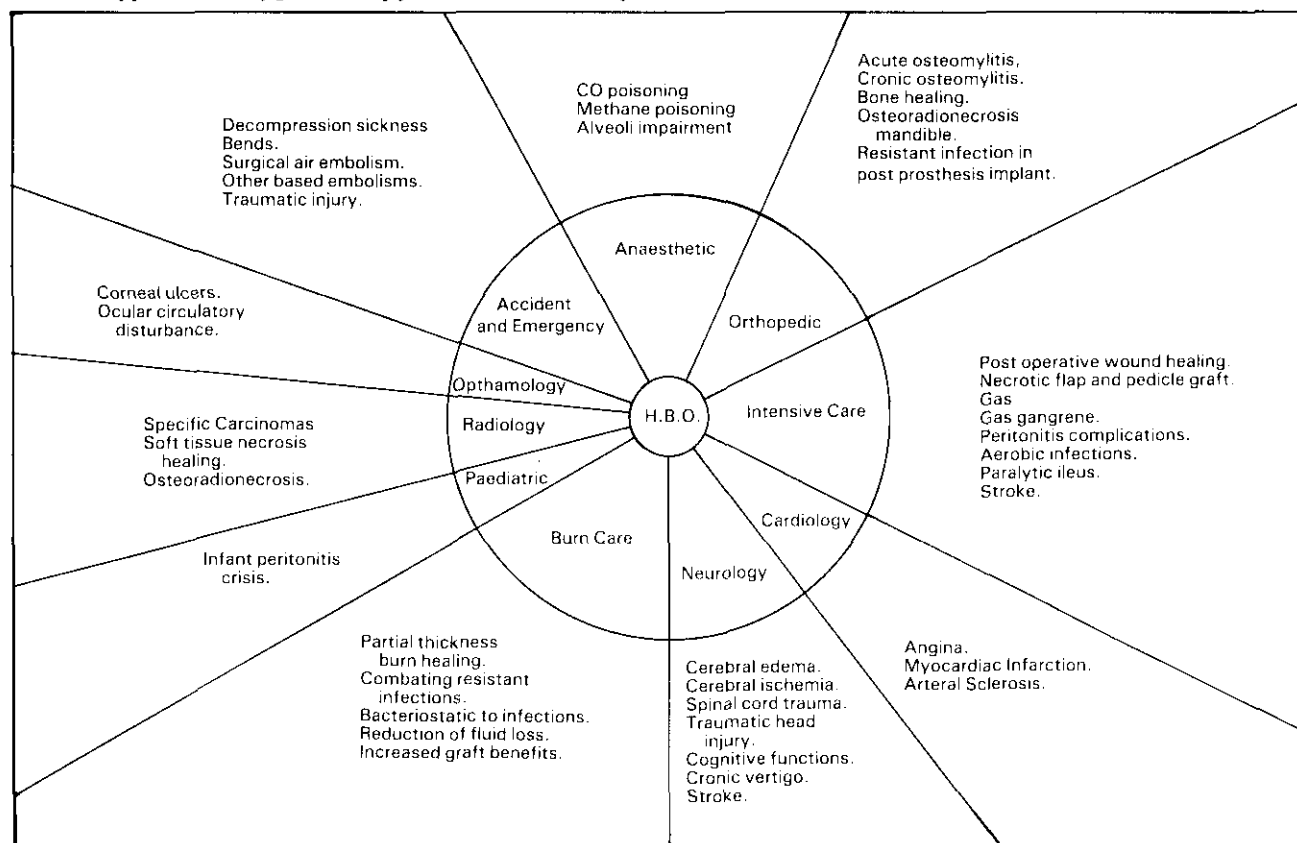 CO poisoning
Methane poisoning
Alveoli impairment
Acute osteomylitis,
Cronic osteomylitis.
Bone healing.
Osteoradionecrosis
mandible.
Resistant infection in
post prosthesis implant.
Decompression sickness
Bends.
Surgical air embolism.
Other based embolisms.
Traumatic injury.
Corneal ulcers.
Ocular circulatory
disturbance.
Specific Carcinomas
Soft tissue necrosis
healing.
Osteoradionecrosis.
Infant peritonitis
crisis.
Anaesthetic
Accident
and Emergency
Orthopedic
Opthamology
Radiology
Paediatric
H.B.O.
Intensive Care
Burn Care
Neurology
Cardiology
Post operative wound healing.
Necrotic flap and pedicle graft.
Gas
Gas gangrene.
Peritonitis complications.
Aerobic infections.
Paralytic ileus.
Stroke.
Partial thickness
burn healing.
Combating resistant
infections.
Bacteriostatic to infections.
Reduction of fluid loss.
Increased graft benefits.
Cerebral edema.
Cerebral ischemia.
Spinal cord trauma.
Traumatic head
injury.
Cognitive functions.
Cronic vertigo.
Stroke.
Angina.
Myocardiac Infarction.
Arteral Sclerosis.